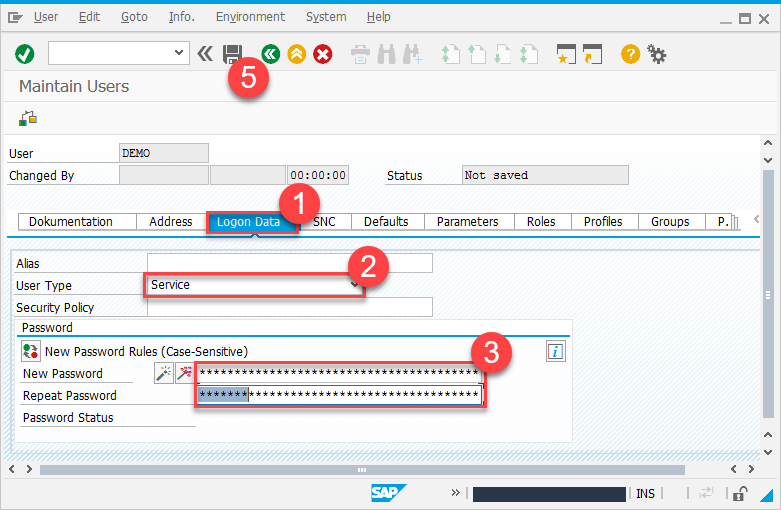 User Edit Goto Info. Environment System Help
5
Maintain Users
User DEMO
Changed By 00:00:00 Status Not saved
1
Dokumentation Address Logon Data SNC Defaults Parameters Roles Profiles Groups P.
Alias
2
User Type Service
Security Policy
Password
New Password Rules (Case-Sensitive)
3
New Password ****************************************
Repeat Password ****************************************
Password Status
SAP INS